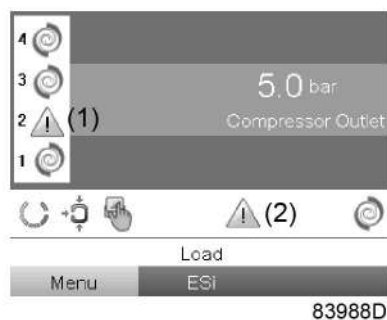 4
3
5.0 bar
2 (1) Compressor Outlet
1
(2)
Load
Menu ESi
83988D